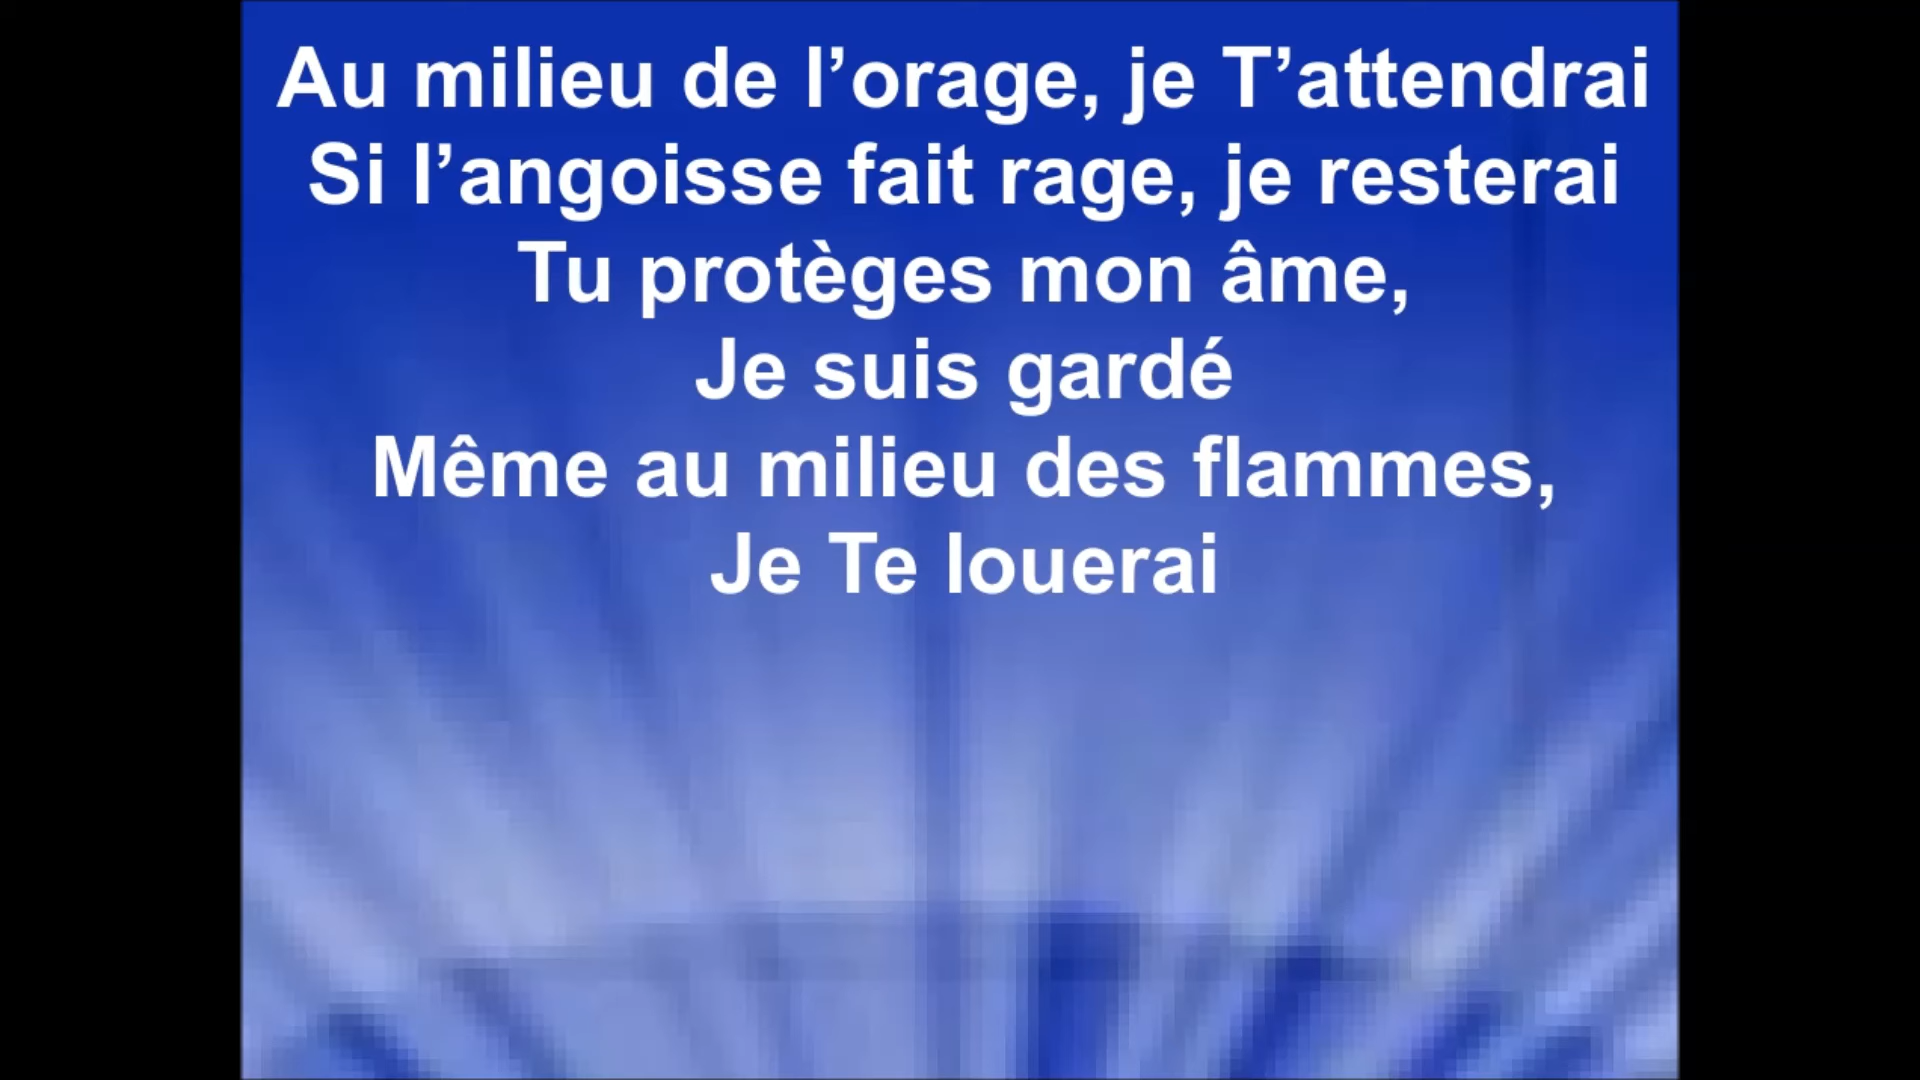 Au milieu de l’orage, je T’attendrai
Si l’angoisse fait rage, je resterai
Tu protèges mon âme,
Je suis gardé
Même au milieu des flammes,
Je Te louerai